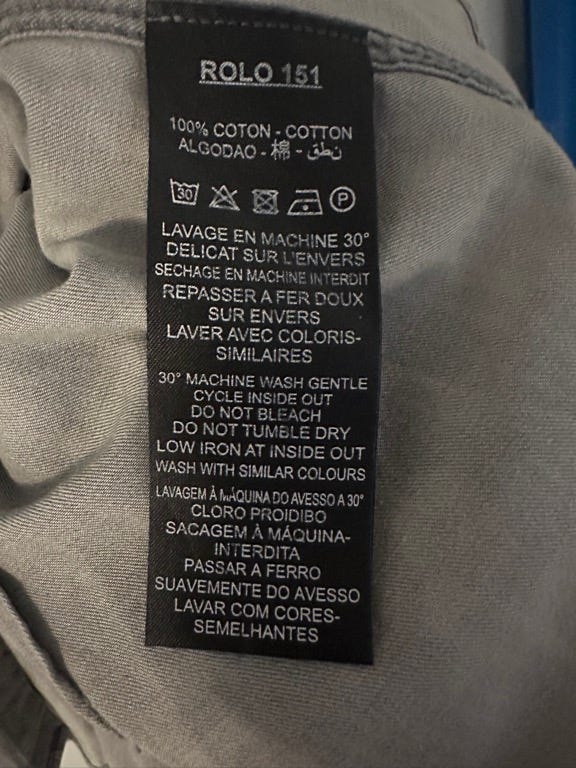 ROLO 151
100% COTON - COTTON
ALGODAO - 棉 - نطق
30 P
LAVAGE EN MACHINE 30°
DELICAT SUR L'ENVERS
SECHAGE EN MACHINE INTERDIT
REPASSER A FER DOUX
SUR ENVERS
LAVER AVEC COLORIS-
SIMILAIRES
30° MACHINE WASH GENTLE
CYCLE INSIDE OUT
DO NOT BLEACH
DO NOT TUMBLE DRY
LOW IRON AT INSIDE OUT
WASH WITH SIMILAR COLOURS
LAVAGEM À MÁQUINA DO AVESSO A 30°
CLORO PROIDIBO
SACAGEM À MÁQUINA-
INTERDITA
PASSAR A FERRO
SUAVEMENTE DO AVESSO
LAVAR COM CORES-
SEMELHANTES